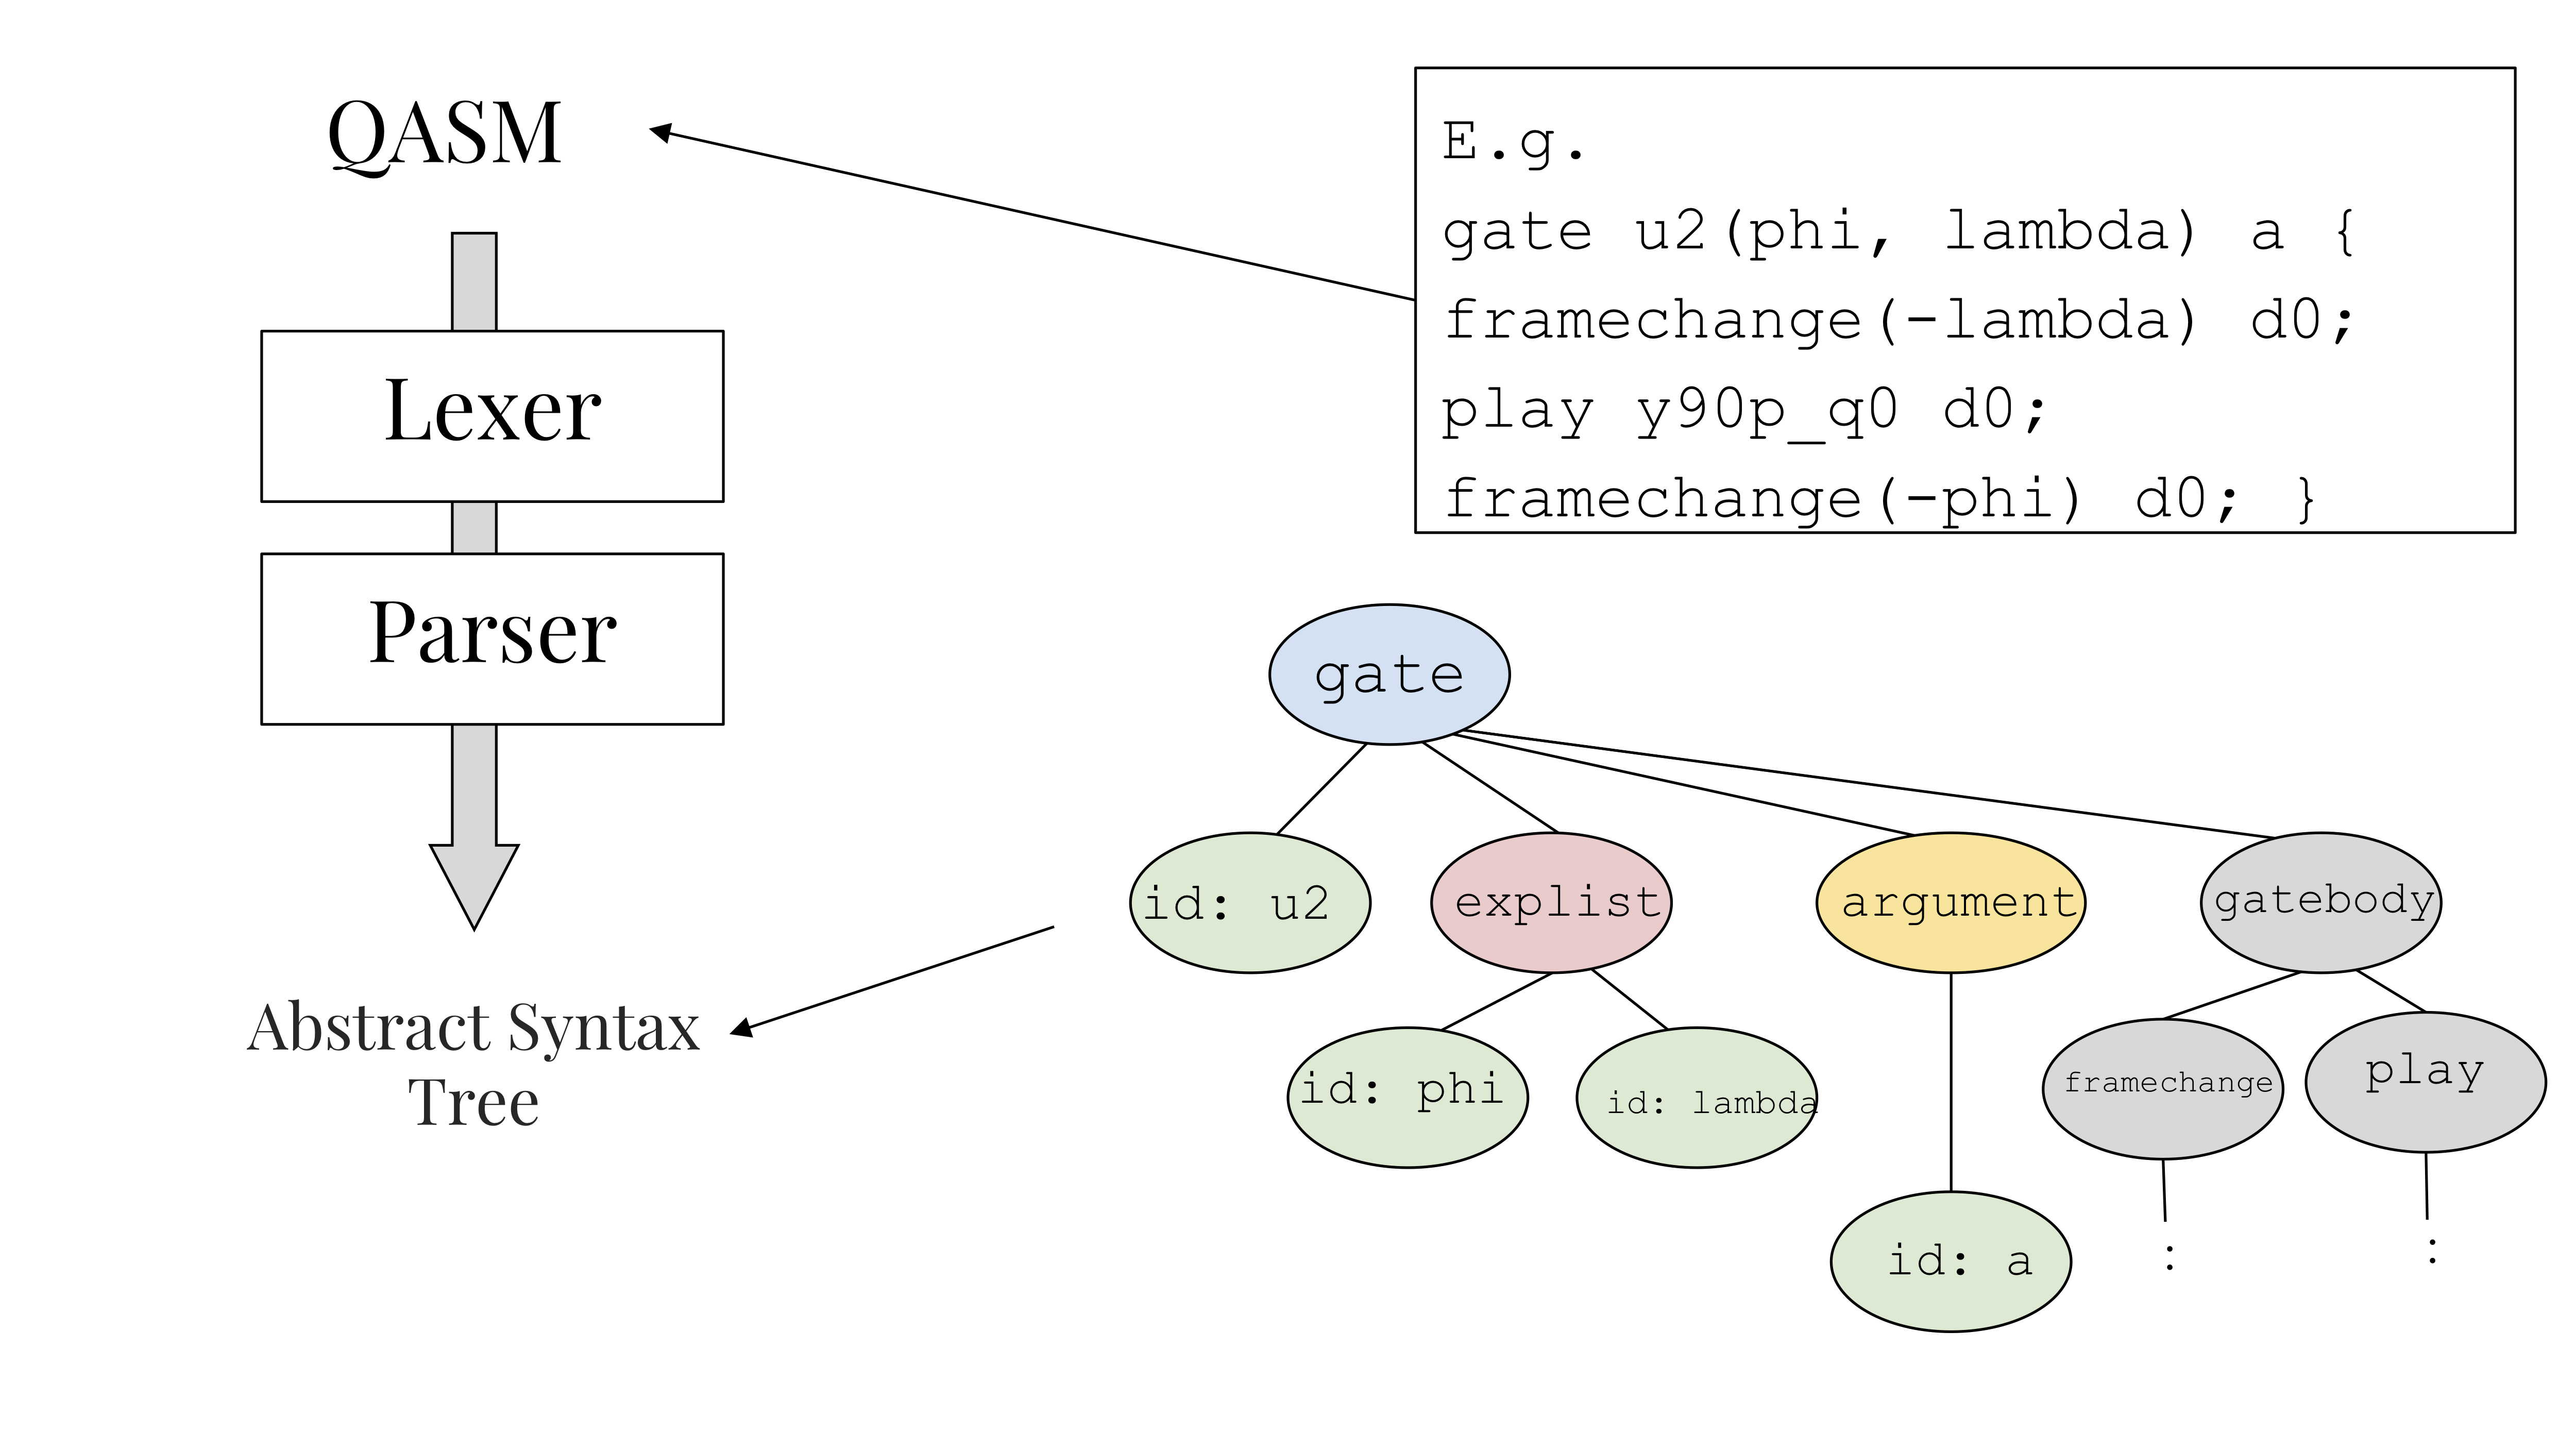 QASM
Lexer
Parser
Abstract Syntax
Tree
E.g.
gate u2(phi, lambda) a {
framechange(-lambda) d0;
play y90p_q0 d0;
framechange(-phi) d0; }
gate
id: u2
explist
argument
gatebody
id: phi
id: lambda
framechange
play
id: a
:
: